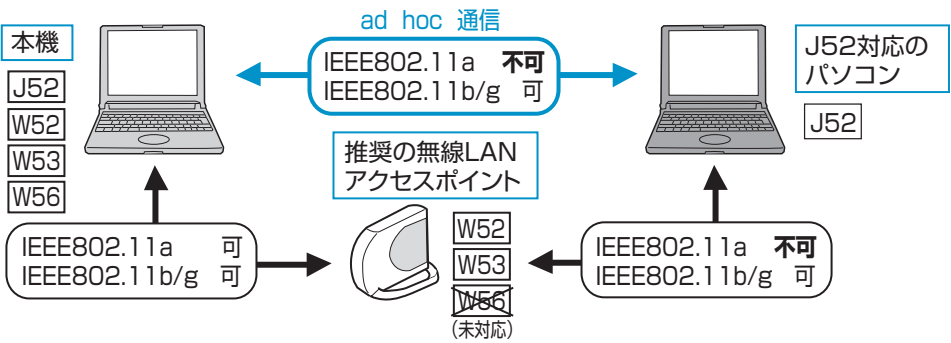 ad hoc 通信
本機
J52
W52
W53
W56
IEEE802.11a 不可
IEEE802.11b/g 可
J52対応の
パソコン
J52
推奨の無線LAN
アクセスポイント
IEEE802.11a 可
IEEE802.11b/g 可
W52
W53
W56
(未対応)
IEEE802.11a 不可
IEEE802.11b/g 可